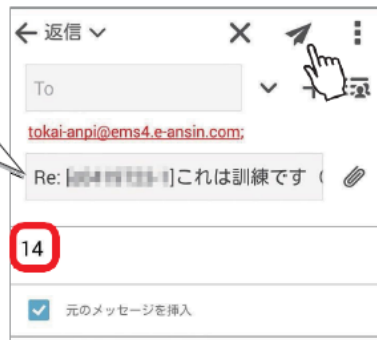 返信
To
tokai-anpi@ems4.e-ansin.com;
Re: [ ]これは訓練です（
14
元のメッセージを挿入